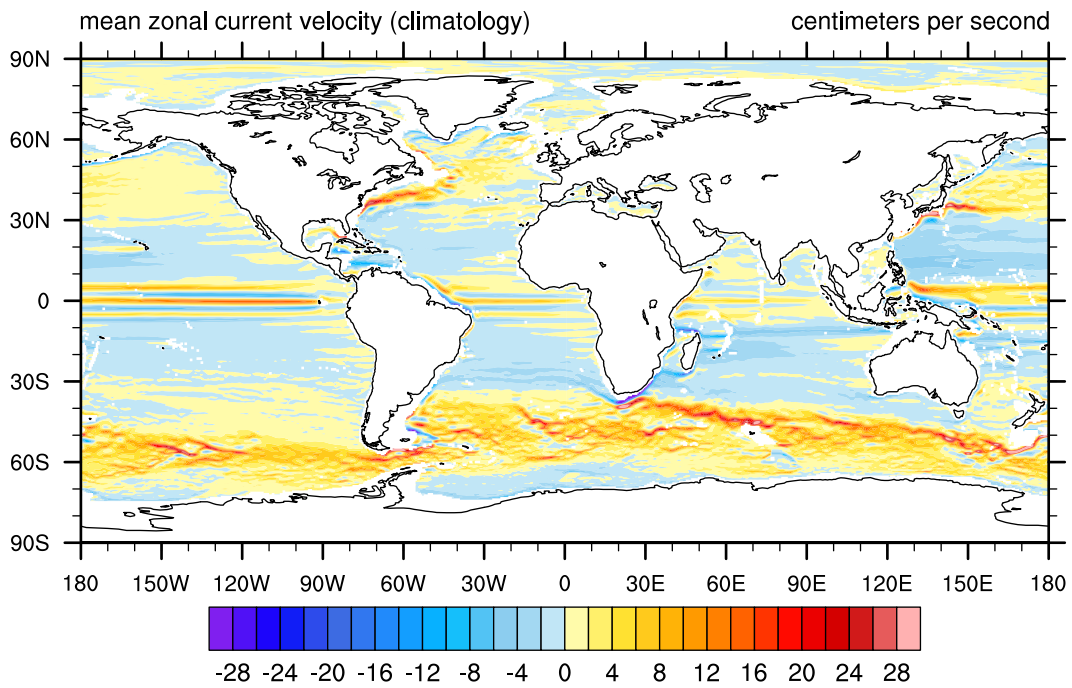 mean zonal current velocity (climatology) centimeters per second
90N
60N
30N
0
30S
60S
90S
180 150W 120W 90W 60W 30W 0 30E 60E 90E 120E 150E 180
-28 -24 -20 -16 -12 -8 -4 0 4 8 12 16 20 24 28